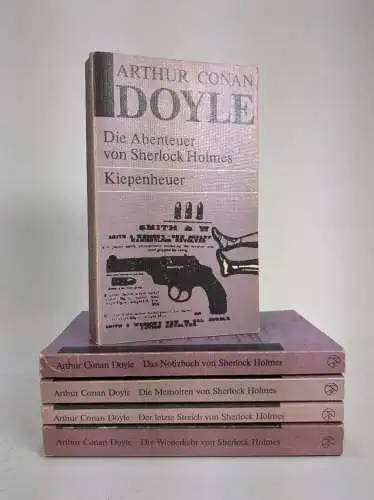 ARTHUR CONAN
DOYLE
Die Abenteuer
von Sherlock Holmes
Kiepenheuer
SMITH & W
Arthur Conan Doyle Das Notizbuch von Sherlock Holmes
Arthur Conan Doyle Die Memoiren von Sherlock Holmes
Arthur Conan Doyle Der letzte Streich von Sherlock Holmes
Arthur Conan Doyle Die Wiederkehr von Sherlock Holmes